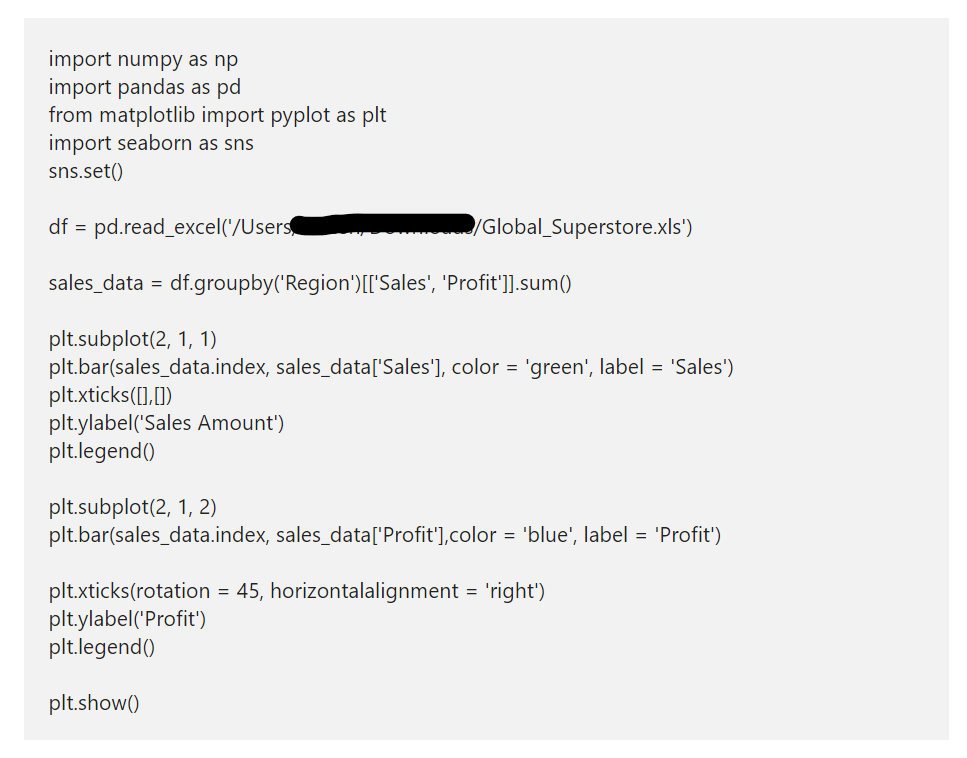 import numpy as np
import pandas as pd
from matplotlib import pyplot as plt
import seaborn as sns
sns.set()
df = pd.read_excel('/Users/ /Global_Superstore.xls')
sales_data = df.groupby('Region')[['Sales', 'Profit']].sum()
plt.subplot(2, 1, 1)
plt.bar(sales_data.index, sales_data['Sales'], color = 'green', label = 'Sales')
plt.xticks([],[])
plt.ylabel('Sales Amount')
plt.legend()
plt.subplot(2, 1, 2)
plt.bar(sales_data.index, sales_data['Profit'],color = 'blue', label = 'Profit')
plt.xticks(rotation = 45, horizontalalignment = 'right')
plt.ylabel('Profit')
plt.legend()
plt.show()